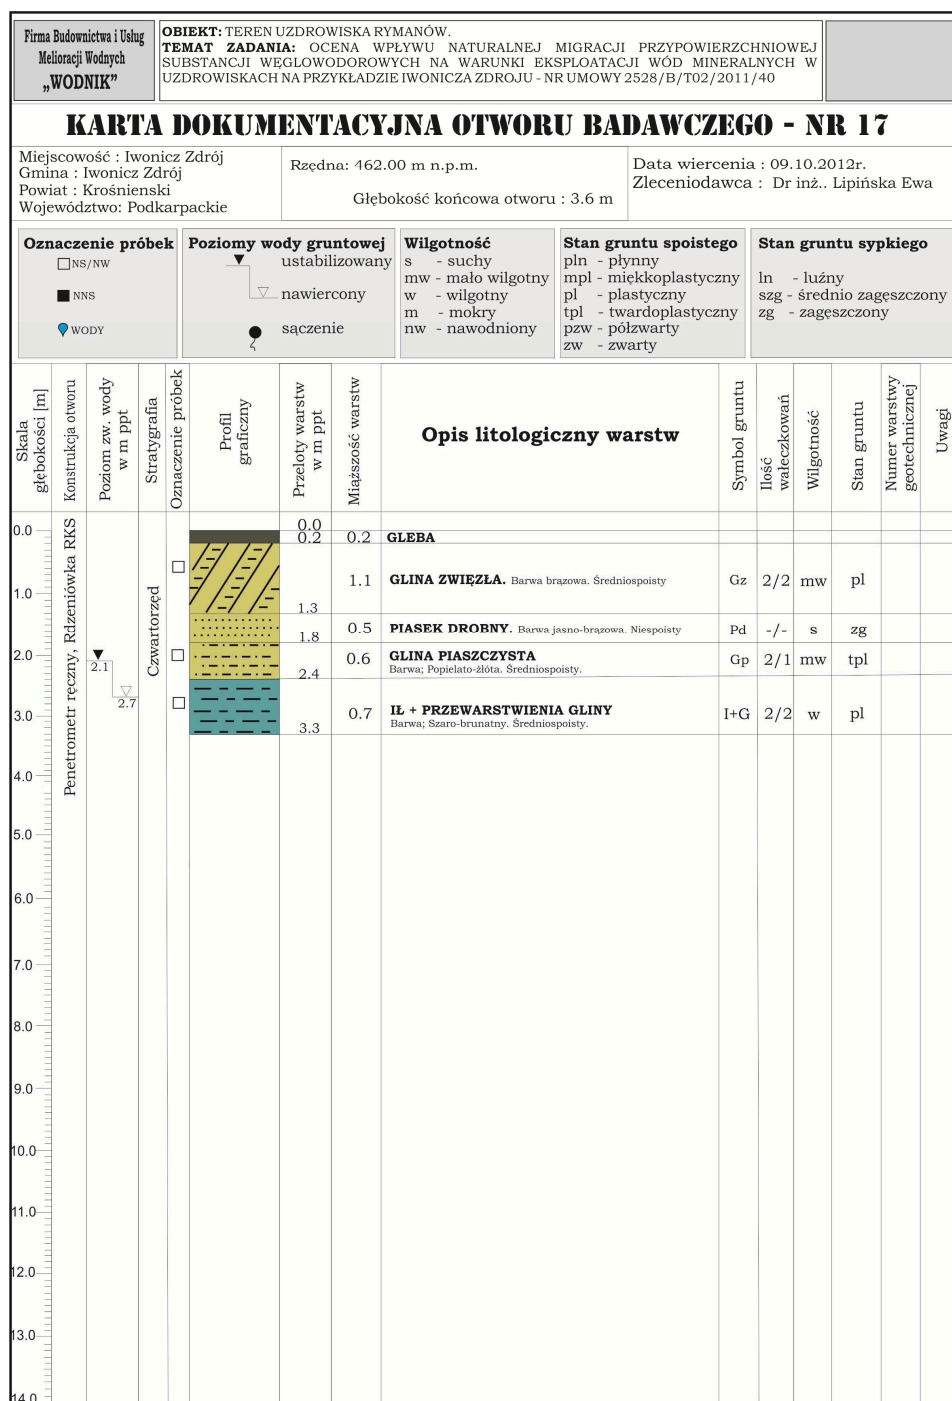 Firma Budownictwa i Usług
Melioracji Wodnych
„WODNIK”
OBIEKT: TEREN UZDROWISKA RYMANÓW.
TEMAT ZADANIA: OCENA WPŁYWU NATURALNEJ MIGRACJI PRZYPOWIERZCHNIOWEJ
SUBSTANCJI WĘGLOWODOROWYCH NA WARUNKI EKSPLOATACJI WÓD MINERALNYCH W
UZDROWISKACH NA PRZYKŁADZIE IWONICZA ZDROJU - NR UMOWY 2528/B/T02/2011/40
KARTA DOKUMENTACYJNA OTWORU BADAWCZEGO - NR 17
Miejscowość : Iwonicz Zdrój
Gmina : Iwonicz Zdrój
Powiat : Krośnienski
Województwo: Podkarpackie
Rzędna: 462.00 m n.p.m.
Głębokość końcowa otworu : 3.6 m
Data wiercenia : 09.10.2012r.
Zleceniodawca : Dr inż.. Lipińska Ewa
Oznaczenie próbek
NS/NW
NNS
WODY
Poziomy wody gruntowej
ustabilizowany
nawiercony
sączenie
Wilgotność
s - suchy
mw - mało wilgotny
w - wilgotny
m - mokry
nw - nawodniony
Stan gruntu spoistego
pln - płynny
mpl - miękkoplastyczny
pl - plastyczny
tpl - twardoplastyczny
pzw - półzwarty
zw - zwarty
Stan gruntu sypkiego
ln - luźny
szg - średnio zagęszczony
zg - zagęszczony
Skala
głębokości [m]
Konstrukcja otworu
Poziom zw. wody
w m ppt
Stratygrafia
Oznaczenie próbek
Profil
graficzny
Przeloty warstw
w m ppt
Miąższość warstw
Opis litologiczny warstw
Symbol gruntu
Ilość
wałeczkowań
Wilgotność
Stan gruntu
Numer warstwy
geotechnicznej
Uwagi
Penetrometr ręczny, Rdzeniówka RKS
Czwartorzęd
0.0
0.0
0.2 0.2 GLEBA
1.1 GLINA ZWIĘZŁA. Barwa brązowa. Średniospoisty Gz 2/2 mw pl
1.0
1.3
0.5 PIASEK DROBNY. Barwa jasno-brązowa. Niespoisty Pd -/- s zg
1.8
2.0
2.1
0.6 GLINA PIASZCZYSTA Gp 2/1 mw tpl
Barwa; Popielato-żłóta. Średniospoisty.
2.4
2.7
3.0
0.7 IŁ + PRZEWARSTWIENIA GLINY I+G 2/2 w pl
Barwa; Szaro-brunatny. Średniospoisty.
3.3
4.0
5.0
6.0
7.0
8.0
9.0
10.0
11.0
12.0
13.0
14.0